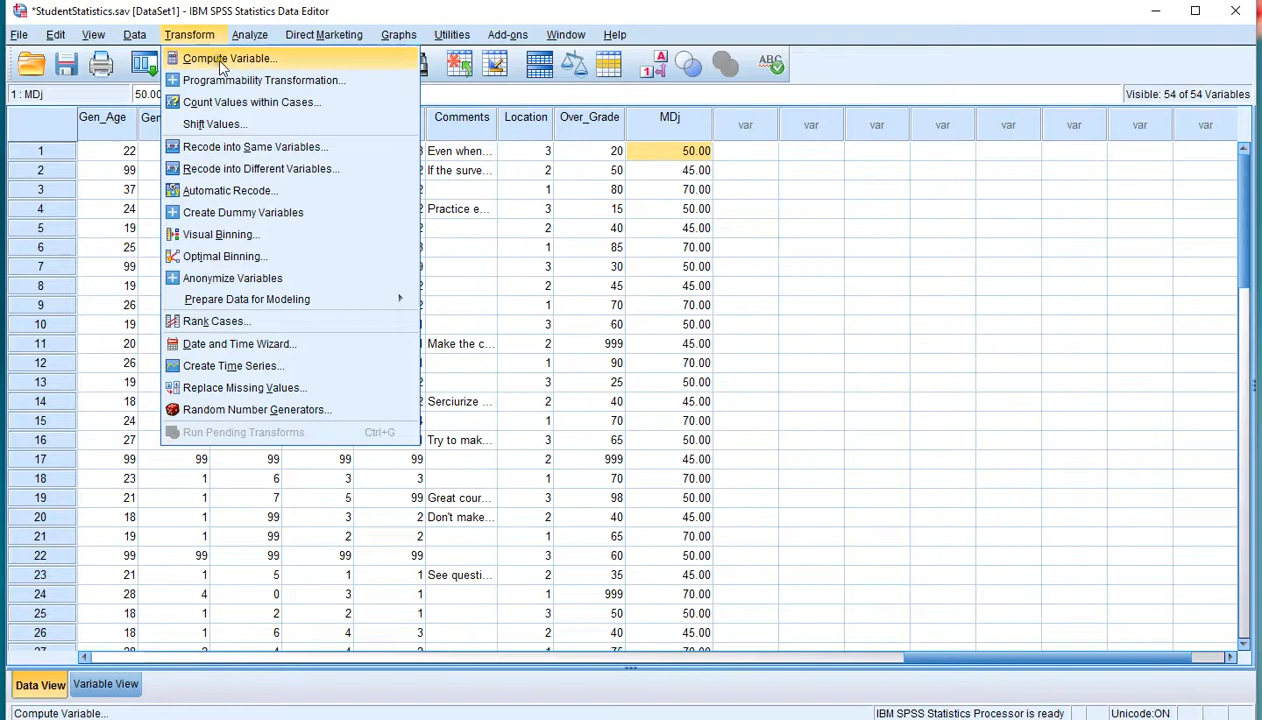 *StudentStatistics.sav [DataSet1] - IBM SPSS Statistics Data Editor
File Edit View Data Transform Analyze Direct Marketing Graphs Utilities Add-ons Window Help
Compute Variable...
Programmability Transformation...
Count Values within Cases...
Shift Values...
Recode into Same Variables...
Recode into Different Variables...
Automatic Recode...
Create Dummy Variables
Visual Binning...
Optimal Binning...
Anonymize Variables
Prepare Data for Modeling
Rank Cases...
Date and Time Wizard...
Create Time Series...
Replace Missing Values...
Random Number Generators...
Run Pending Transforms Ctrl+G
1 : MDj 50.00 Visible: 54 of 54 Variables
Gen_Age Gen Comments Location Over_Grade MDj var var var var var var var var
1 22 Even when... 3 20 50.00
2 99 2 If the surve... 2 50 45.00
3 37 2 1 80 70.00
4 24 2 Practice e... 3 15 50.00
5 19 2 2 40 45.00
6 25 1 85 70.00
7 99 9 3 30 50.00
8 19 2 2 45 45.00
9 26 2 1 70 70.00
10 19 3 60 50.00
11 20 Make the c... 2 999 45.00
12 26 2 1 90 70.00
13 19 2 3 25 50.00
14 18 Serciurize ... 2 40 45.00
15 24 1 70 70.00
16 27 Try to mak... 3 65 50.00
17 99 99 99 99 99 2 999 45.00
18 23 1 6 3 3 1 70 70.00
19 21 1 7 5 99 Great cour... 3 98 50.00
20 18 1 99 3 2 Don't make... 2 40 45.00
21 19 1 99 2 2 1 65 70.00
22 99 99 99 99 99 3 60 50.00
23 21 1 5 1 1 See questi... 2 35 45.00
24 28 4 0 3 1 1 999 70.00
25 18 1 2 2 1 3 50 50.00
26 18 1 6 4 3 2 40 45.00
Data View Variable View
Compute Variable... IBM SPSS Statistics Processor is ready Unicode:ON